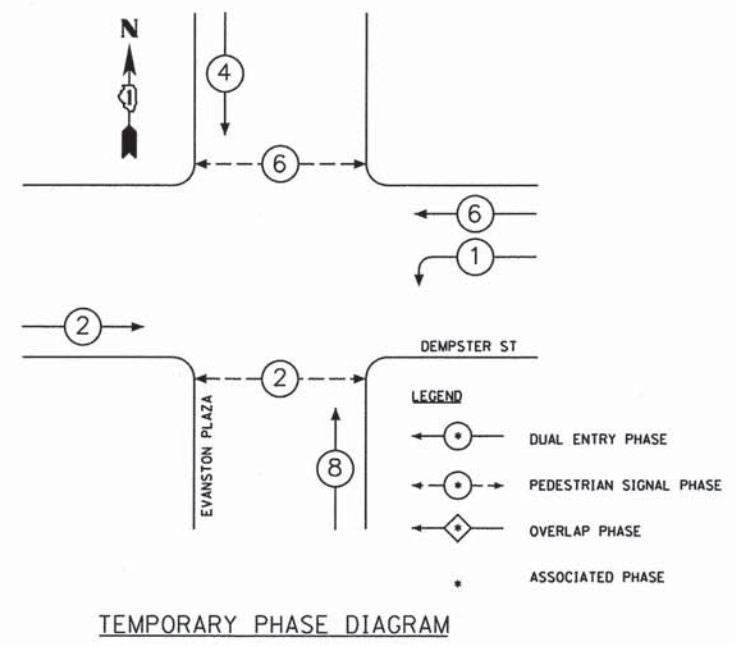 N
1
4
6
6
1
2
DEMPSTER ST
2
EVANSTON PLAZA
8
LEGEND
* DUAL ENTRY PHASE
* PEDESTRIAN SIGNAL PHASE
* OVERLAP PHASE
* ASSOCIATED PHASE
TEMPORARY PHASE DIAGRAM